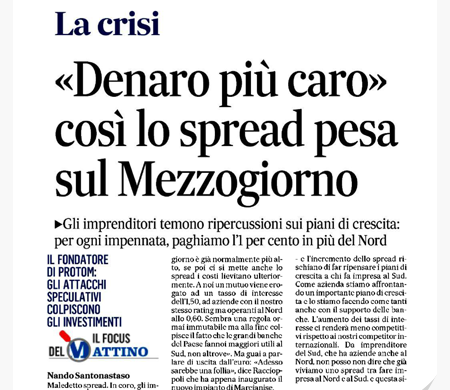 La crisi
«Denaro più caro»
così lo spread pesa
sul Mezzogiorno
▶Gli imprenditori temono ripercussioni sui piani di crescita:
per ogni impennata, paghiamo l'1 per cento in più del Nord
IL FONDATORE
DI PROTOM:
GLI ATTACCHI
SPECULATIVI
COLPISCONO
GLI INVESTIMENTI
IL FOCUS
DEL MATTINO
Nando Santonastaso
Maledetto spread. In coro, gli im-
giorno è già normalmente più al-
to, se poi ci si mette anche lo
spread i costi lievitano ulterior-
mente. A noi un mutuo viene ero-
gato ad un tasso di interesse
dell'1,50, ad aziende con il nostro
stesso rating ma operanti al Nord
allo 0,60. Sembra una regola or-
mai immutabile ma alla fine col-
pisce il fatto che le grandi banche
del Paese fanno i maggiori utili al
Sud, non altrove». Ma guai a par-
lare di uscita dall'euro: «Adesso
sarebbe una follia», dice Racciop-
poli che ha appena inaugurato il
nuovo impianto di Marcianise.
- e l'incremento dello spread ri-
schiano di far ripensare i piani di
crescita a chi fa impresa al Sud.
Come azienda stiamo affrontan-
do un importante piano di cresci-
ta e lo stiamo facendo come tanti
anche con il supporto delle ban-
che. L'aumento dei tassi di inte-
resse ci renderà meno competiti-
vi rispetto ai nostri competitor in-
ternazionali. Da imprenditore
del Sud, che ha aziende anche al
Nord, non posso non dire che già
viviamo uno spread tra fare im-
presa al Nord e al Sud, e questa si-